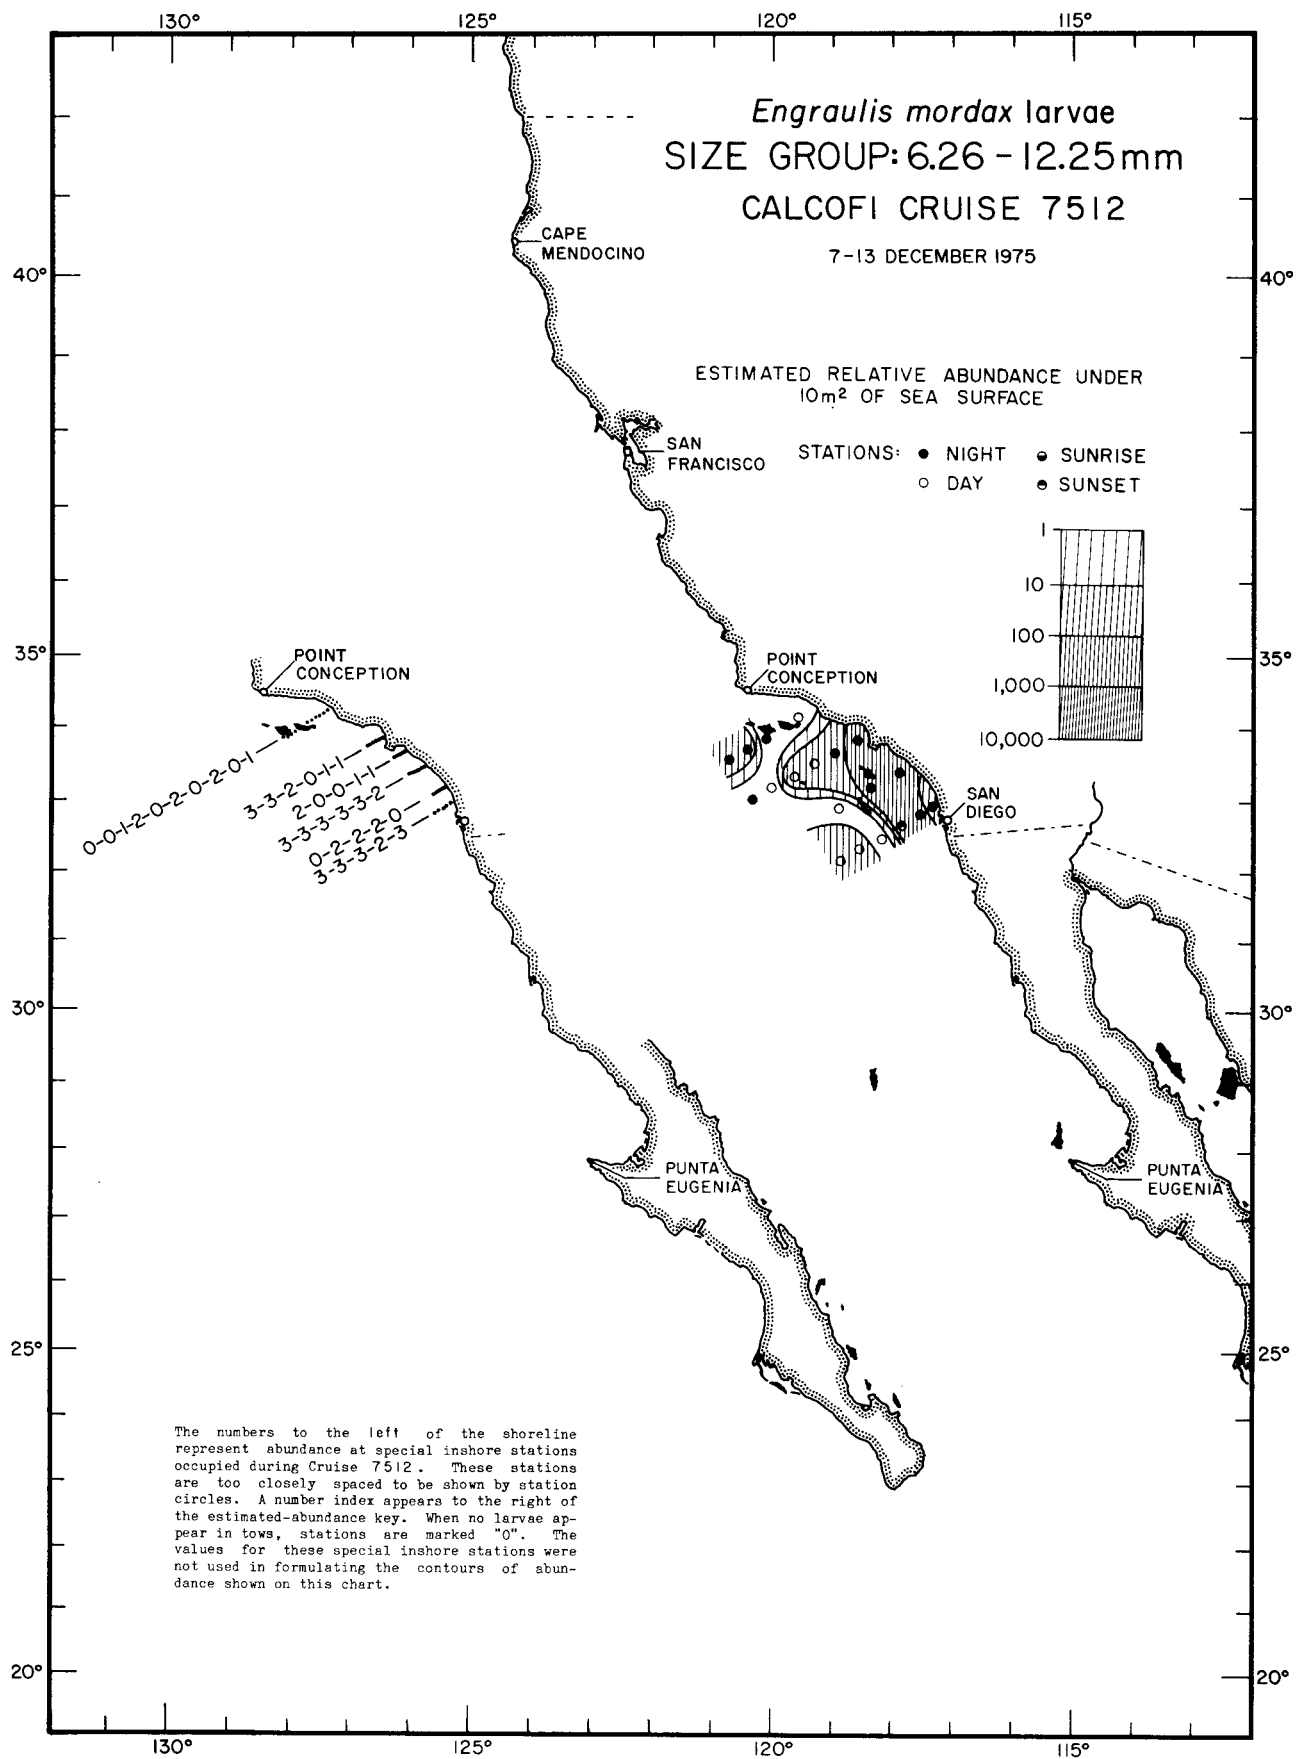 130° 125° 120° 115°
Engraulis mordax larvae
SIZE GROUP: 6.26 - 12.25mm
CALCOFI CRUISE 7512
7-13 DECEMBER 1975
CAPE
MENDOCINO
40° 40°
ESTIMATED RELATIVE ABUNDANCE UNDER
10m² OF SEA SURFACE
SAN
FRANCISCO
STATIONS: ● NIGHT ◒ SUNRISE
○ DAY ◓ SUNSET
1
10
100
1,000
10,000
35° 35°
POINT
CONCEPTION
POINT
CONCEPTION
0-0-1-2-0-2-0-2-0-1
3-3-2-0-1-1
2-0-0-1-1
3-3-3-3-3-2
0-2-2-0
3-3-3-2-3
SAN
DIEGO
30° 30°
PUNTA
EUGENIA
PUNTA
EUGENIA
25° 25°
The numbers to the left of the shoreline
represent abundance at special inshore stations
occupied during Cruise 7512. These stations
are too closely spaced to be shown by station
circles. A number index appears to the right of
the estimated-abundance key. When no larvae ap-
pear in tows, stations are marked "0". The
values for these special inshore stations were
not used in formulating the contours of abun-
dance shown on this chart.
20° 20°
130° 125° 120° 115°